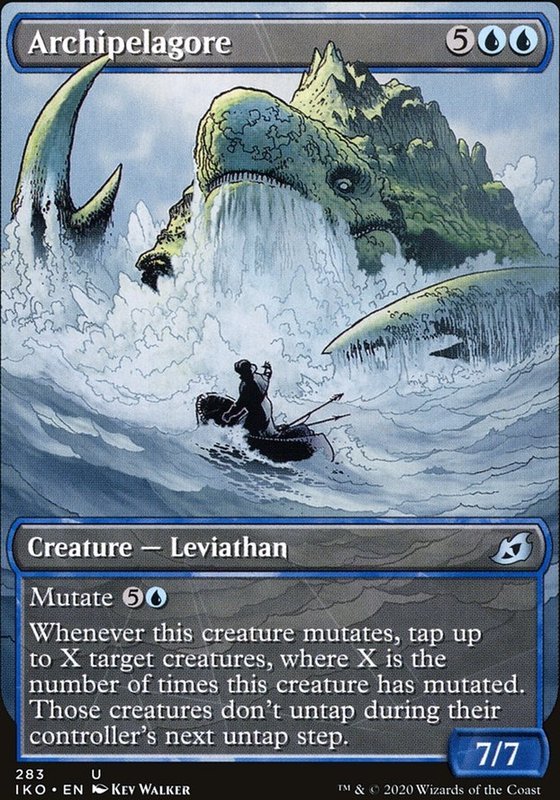 Archipelagore 5
Creature — Leviathan
Mutate 5
Whenever this creature mutates, tap up
to X target creatures, where X is the
number of times this creature has mutated.
Those creatures don't untap during their
controller's next untap step.
7/7
283 U
IKO • EN Kev Walker ™ & © 2020 Wizards of the Coast